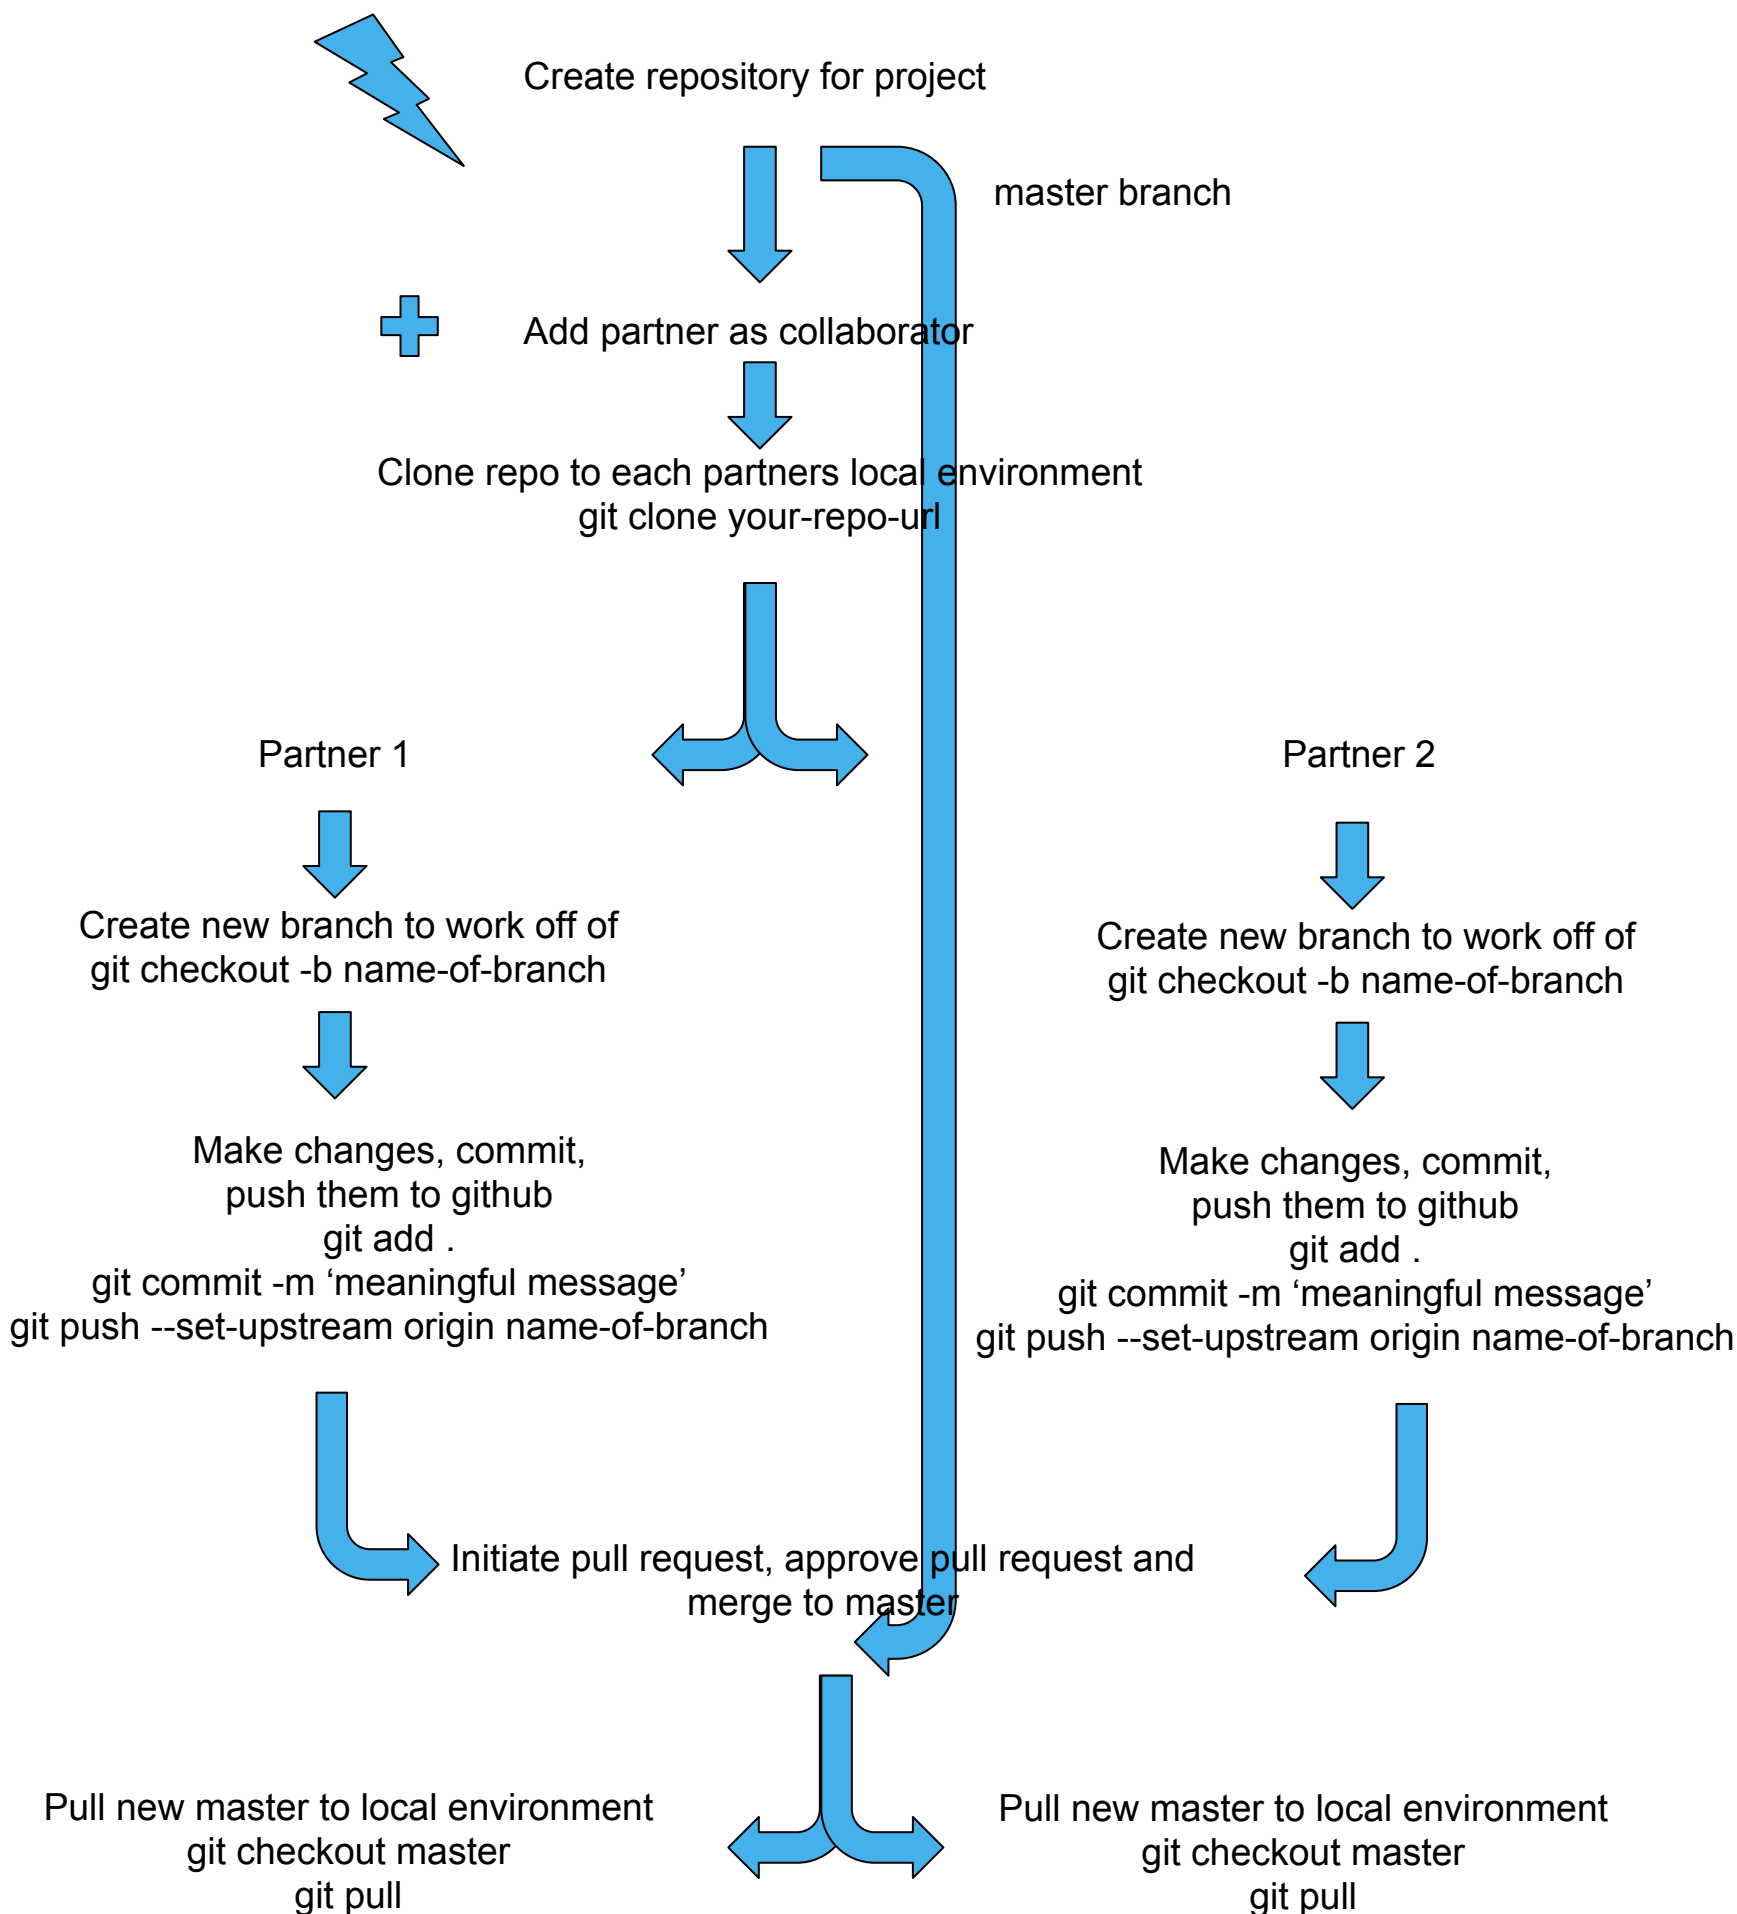 Create repository for project
master branch
Add partner as collaborator
Clone repo to each partners local environment
git clone your-repo-url
Partner 1
Create new branch to work off of
git checkout -b name-of-branch
Make changes, commit,
push them to github
git add .
git commit -m ‘meaningful message’
git push --set-upstream origin name-of-branch
Partner 2
Create new branch to work off of
git checkout -b name-of-branch
Make changes, commit,
push them to github
git add .
git commit -m ‘meaningful message’
git push --set-upstream origin name-of-branch
Initiate pull request, approve pull request and
merge to master
Pull new master to local environment
git checkout master
git pull
Pull new master to local environment
git checkout master
git pull